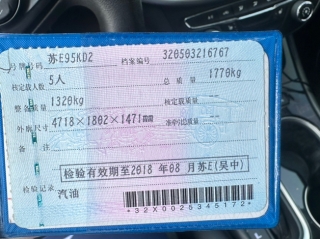 号牌号码 苏E95KD2 档案编号 320503216767
核定载人数 5人 总质量 1770kg
整备质量 1320kg 核定载质量
外廓尺寸 4718×1802×1471mm 准牵引总质量
备注
检验有效期至2018年08月苏E(吴中)
检验记录 汽油
*32X0025345172*